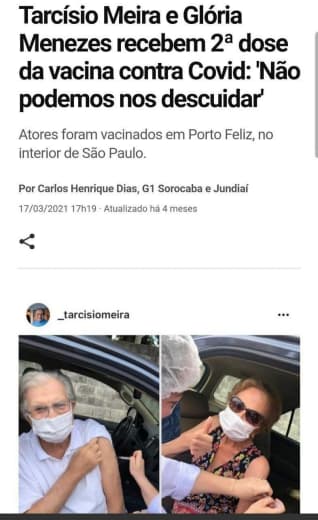 Tarcísio Meira e Glória
Menezes recebem 2ª dose
da vacina contra Covid: 'Não
podemos nos descuidar'
Atores foram vacinados em Porto Feliz, no
interior de São Paulo.
Por Carlos Henrique Dias, G1 Sorocaba e Jundiaí
17/03/2021 17h19 · Atualizado há 4 meses
_tarcisiomeira